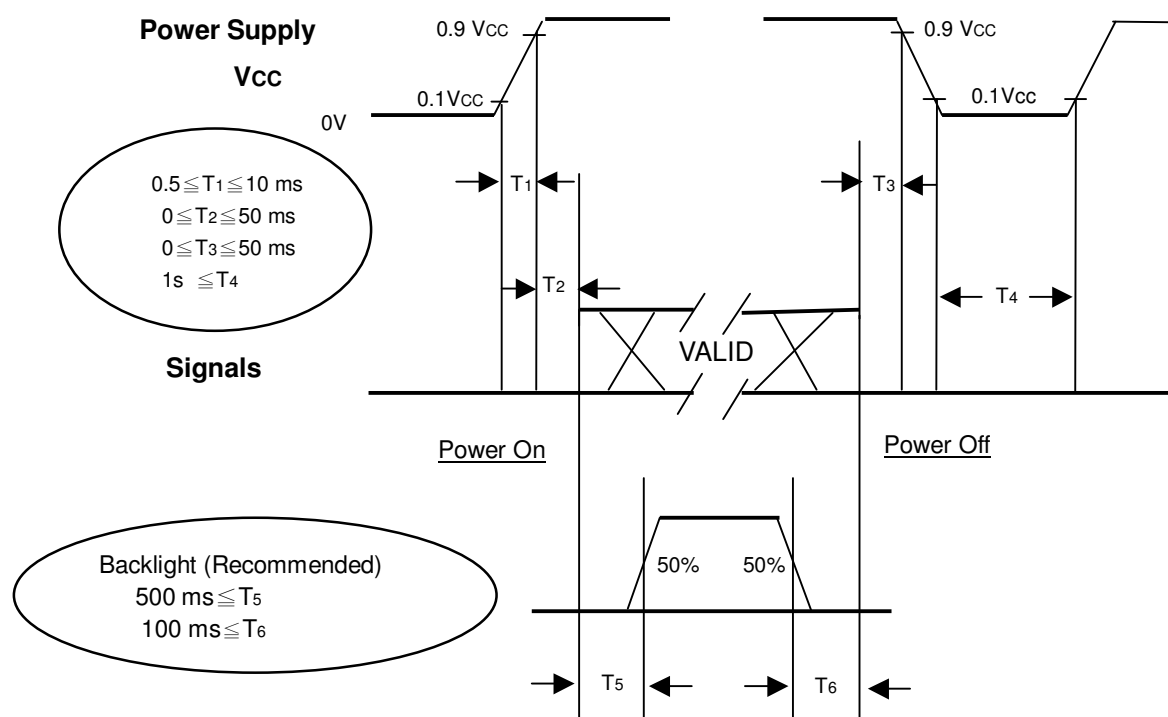 Power Supply
Vcc
0.9 Vcc
0.9 Vcc
0.1Vcc
0.1Vcc
0V
0.5≦T1≦10 ms
0≦T2≦50 ms
0≦T3≦50 ms
1s ≦T4
T1
T3
T2
T4
VALID
Signals
Power On
Power Off
Backlight (Recommended)
500 ms≦T5
100 ms≦T6
50%
50%
T5
T6